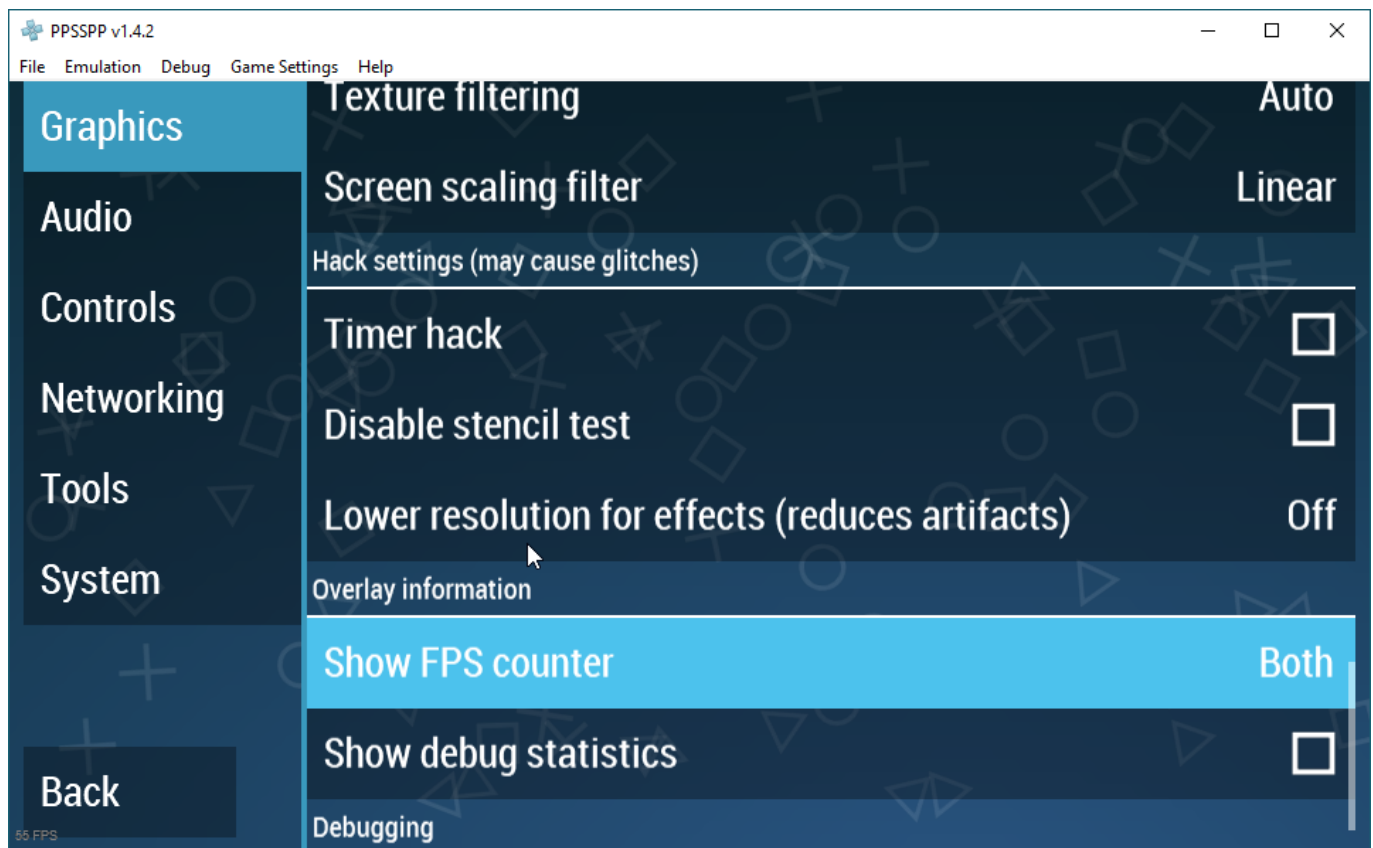 PPSSPP v1.4.2
File Emulation Debug Game Settings Help
Graphics
Audio
Controls
Networking
Tools
System
Back
55 FPS
Texture filtering Auto
Screen scaling filter Linear
Hack settings (may cause glitches)
Timer hack
Disable stencil test
Lower resolution for effects (reduces artifacts) Off
Overlay information
Show FPS counter Both
Show debug statistics
Debugging